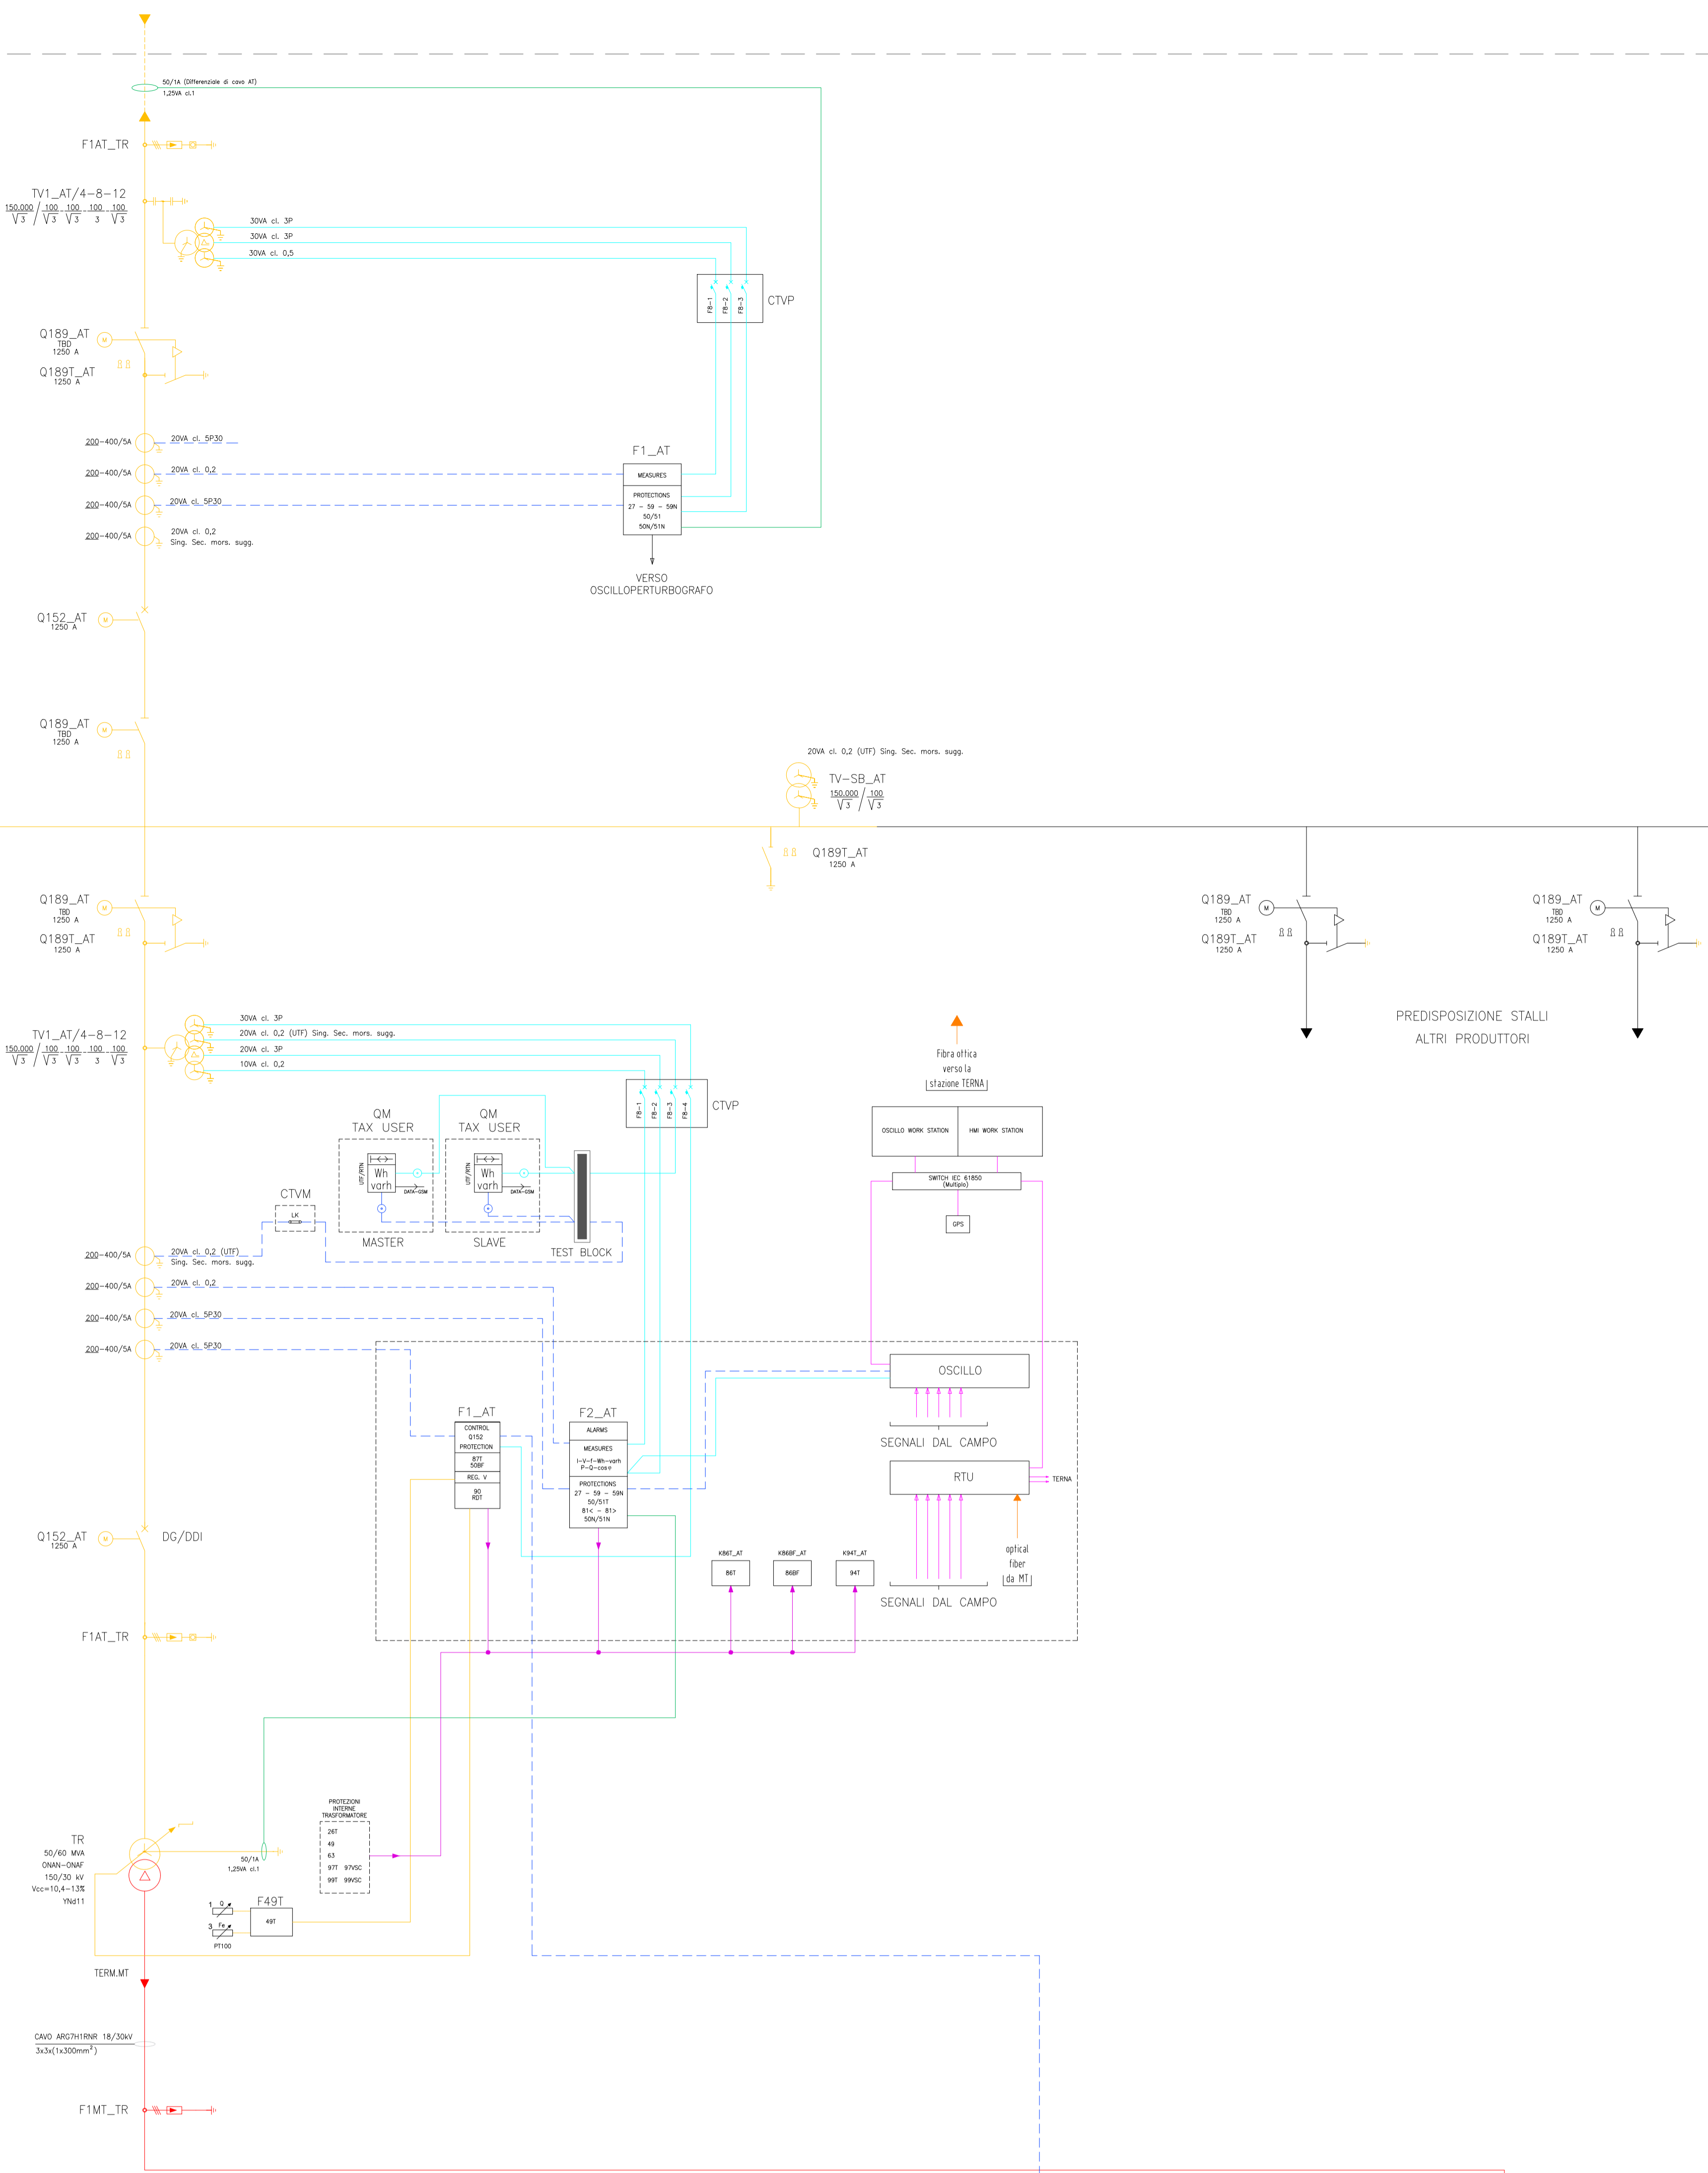 50/1A (Differenziale di cavo AT)
1,25VA cl.1
F1AT_TR
TV1_AT/4-8-12
150.000/√3 / 100/√3 - 100/√3 - 100/3 - 100/√3
30VA cl. 3P
30VA cl. 3P
30VA cl. 0,5
F8-1
F8-2
F8-3
CTVP
Q189_AT
TBD
1250 A
M
Q189T_AT
1250 A
200-400/5A
20VA cl. 5P30
200-400/5A
20VA cl. 0,2
200-400/5A
20VA cl. 5P30
200-400/5A
20VA cl. 0,2
Sing. Sec. mors. sugg.
F1_AT
MEASURES
PROTECTIONS
27 - 59 - 59N
50/51
50N/51N
VERSO
OSCILLOPERTURBOGRAFO
Q152_AT
1250 A
M
Q189_AT
TBD
1250 A
M
20VA cl. 0,2 (UTF) Sing. Sec. mors. sugg.
TV-SB_AT
150.000/√3 / 100/√3
Q189T_AT
1250 A
Q189_AT
TBD
1250 A
M
Q189T_AT
1250 A
Q189_AT
TBD
1250 A
M
Q189T_AT
1250 A
Q189_AT
TBD
1250 A
M
Q189T_AT
1250 A
PREDISPOSIZIONE STALLI
ALTRI PRODUTTORI
TV1_AT/4-8-12
150.000/√3 / 100/√3 - 100/√3 - 100/3 - 100/√3
30VA cl. 3P
20VA cl. 0,2 (UTF) Sing. Sec. mors. sugg.
20VA cl. 3P
10VA cl. 0,2
F8-1
F8-2
F8-3
F8-4
CTVP
Fibra ottica
verso la
stazione TERNA
OSCILLO WORK STATION
HMI WORK STATION
SWITCH IEC 61850
(Multiplo)
GPS
QM
TAX USER
UTF/RTN
Wh
varh
DATA-GSM
MASTER
QM
TAX USER
UTF/RTN
Wh
varh
DATA-GSM
SLAVE
TEST BLOCK
CTVM
LK
200-400/5A
20VA cl. 0,2 (UTF)
Sing. Sec. mors. sugg.
200-400/5A
20VA cl. 0,2
200-400/5A
20VA cl. 5P30
200-400/5A
20VA cl. 5P30
F1_AT
CONTROL
Q152
PROTECTION
87T
50BF
REG. V
90
RDT
F2_AT
ALARMS
MEASURES
I-V-f-Wh-varh
P-Q-cosφ
PROTECTIONS
27 - 59 - 59N
50/51T
81< - 81>
50N/51N
OSCILLO
SEGNALI DAL CAMPO
RTU
TERNA
SEGNALI DAL CAMPO
optical
fiber
da MT
K86T_AT
86T
K86BF_AT
86BF
K94T_AT
94T
Q152_AT
1250 A
M
DG/DDI
F1AT_TR
TR
50/60 MVA
ONAN-ONAF
150/30 kV
Vcc=10,4-13%
YNd11
50/1A
1,25VA cl.1
PROTEZIONI
INTERNE
TRASFORMATORE
26T
49
63
97T 97VSC
99T 99VSC
1 Q
3 Fe
PT100
F49T
49T
TERM.MT
CAVO ARG7H1RNR 18/30kV
3x3x(1x300mm²)
F1MT_TR